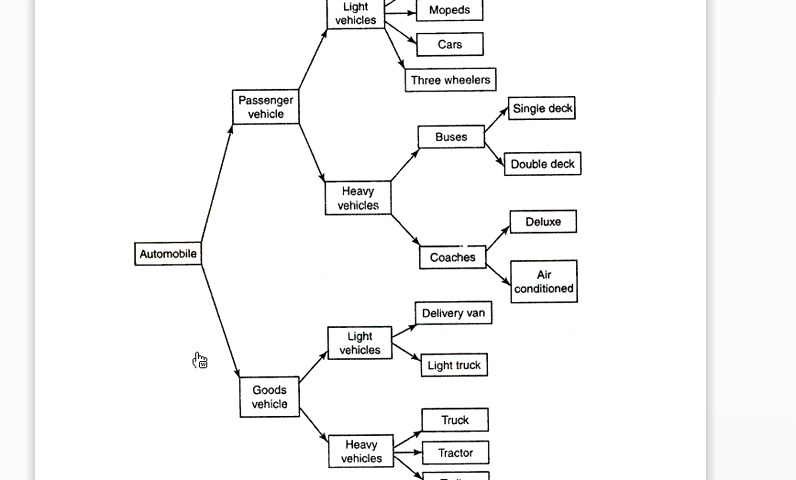 Light
vehicles
Mopeds
Cars
Three wheelers
Passenger
vehicle
Single deck
Buses
Double deck
Heavy
vehicles
Deluxe
Automobile
Coaches
Air
conditioned
Delivery van
Light
vehicles
Light truck
Goods
vehicle
Truck
Heavy
vehicles
Tractor